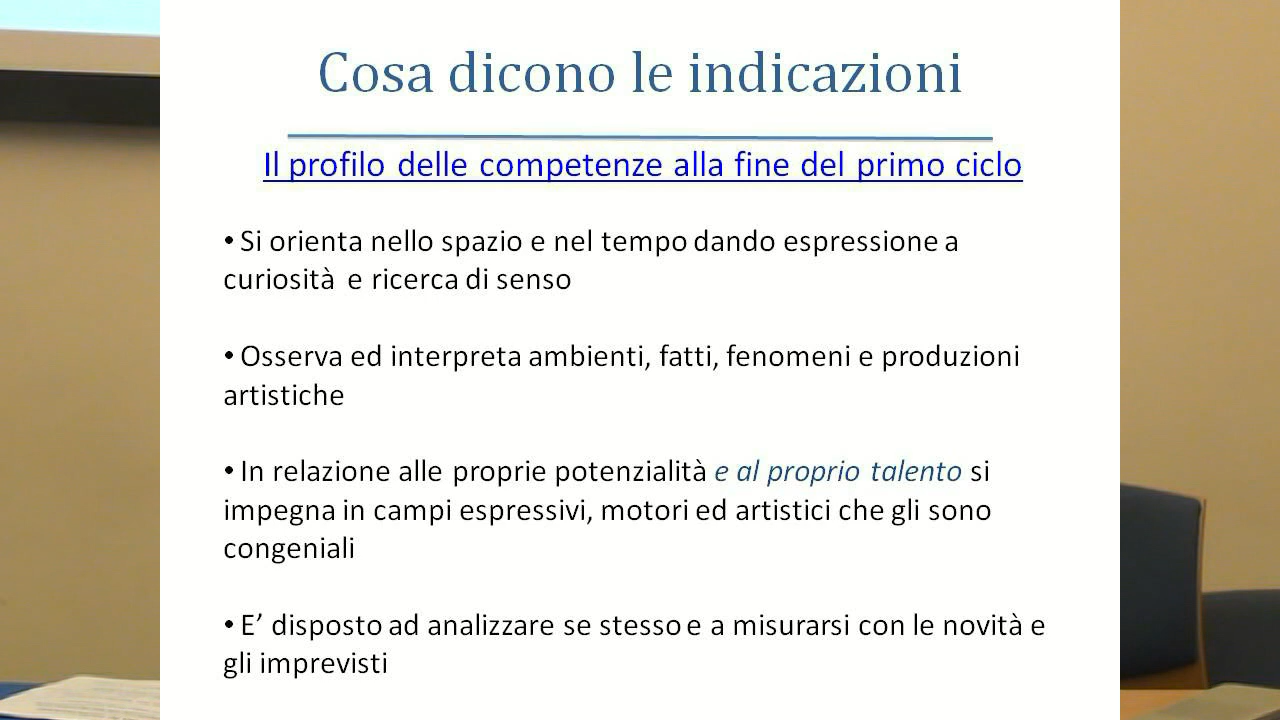 Cosa dicono le indicazioni
Il profilo delle competenze alla fine del primo ciclo
• Si orienta nello spazio e nel tempo dando espressione a
curiosità e ricerca di senso
• Osserva ed interpreta ambienti, fatti, fenomeni e produzioni
artistiche
• In relazione alle proprie potenzialità e al proprio talento si
impegna in campi espressivi, motori ed artistici che gli sono
congeniali
• E’ disposto ad analizzare se stesso e a misurarsi con le novità e
gli imprevisti